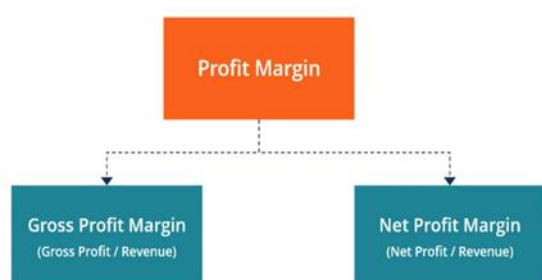 Profit Margin
Gross Profit Margin
(Gross Profit / Revenue)
Net Profit Margin
(Net Profit / Revenue)